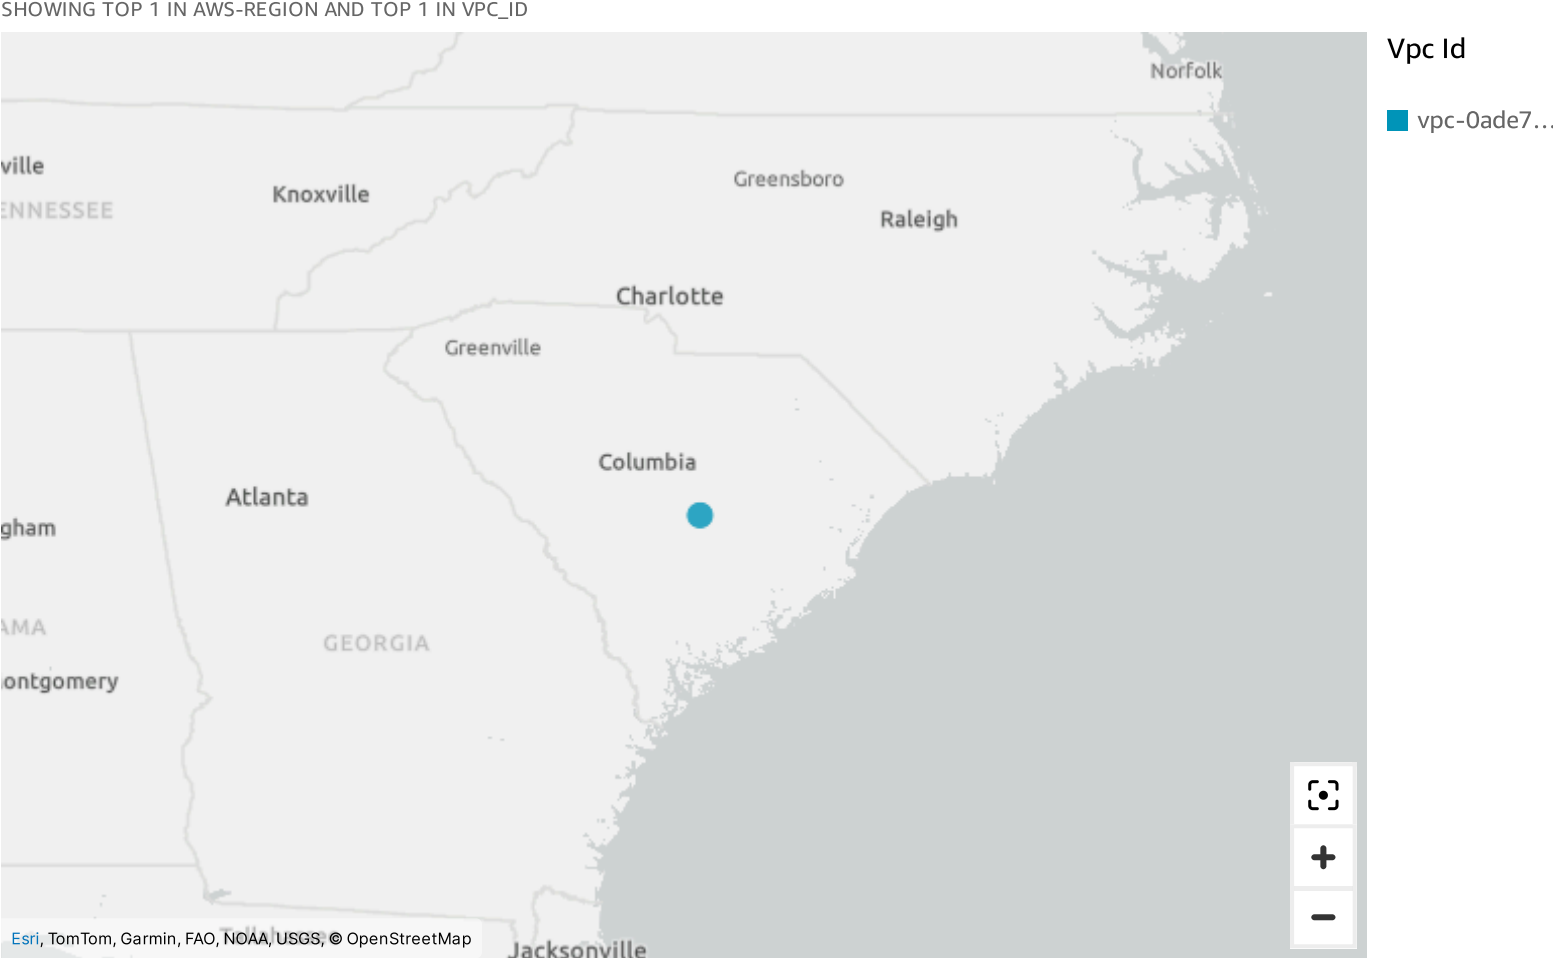 SHOWING TOP 1 IN AWS-REGION AND TOP 1 IN VPC_ID
Vpc Id
vpc-0ade7...
Norfolk
ville
Knoxville
Greensboro
ENNESSEE
Raleigh
Charlotte
Greenville
Columbia
Atlanta
gham
AMA
GEORGIA
ontgomery
Tallahassee
Esri, TomTom, Garmin, FAO, NOAA, USGS, © OpenStreetMap
Jacksonville